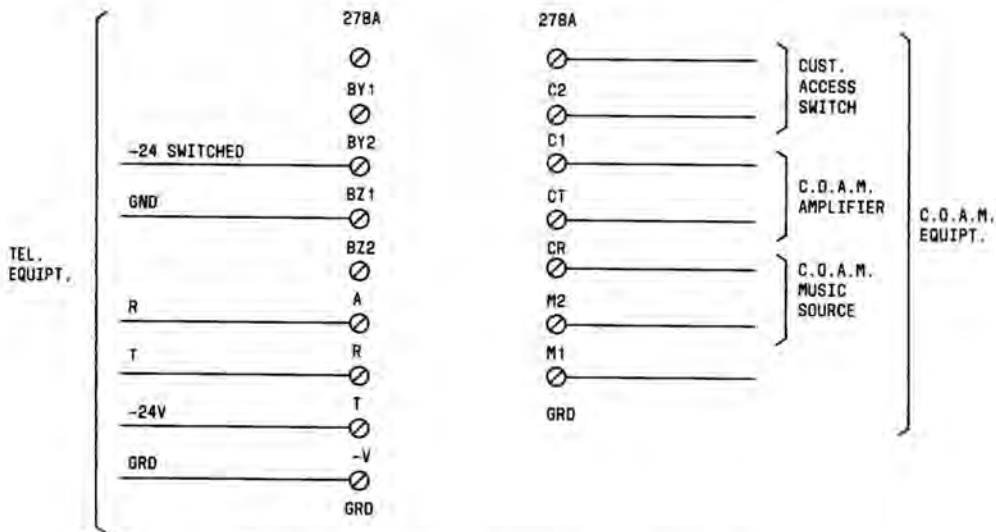 278A
278A
CUST.
ACCESS
SWITCH
BY1
C2
BY2
C1
-24 SWITCHED
C.O.A.M.
AMPLIFIER
BZ1
CT
GND
C.O.A.M.
EQUIPT.
TEL.
EQUIPT.
BZ2
CR
C.O.A.M.
MUSIC
SOURCE
A
M2
R
R
M1
T
T
GRD
-24V
-V
GRD
GRD